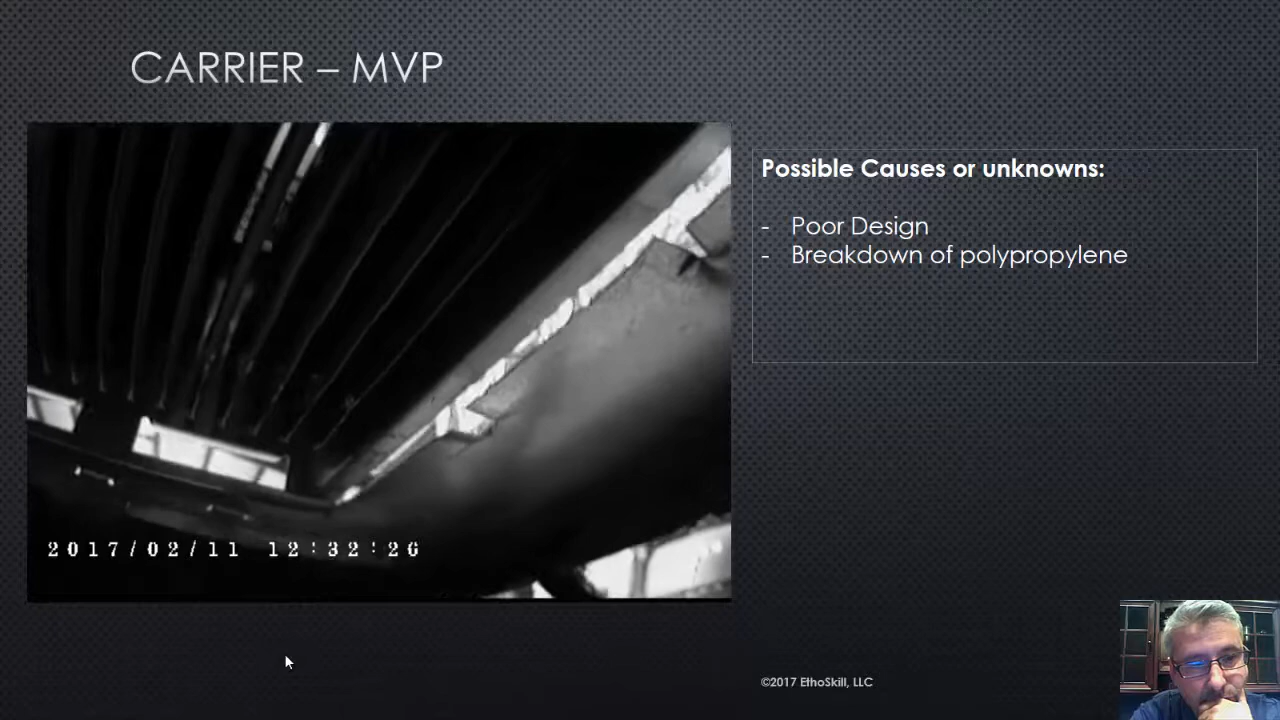 CARRIER – MVP
Possible Causes or unknowns:
- Poor Design
- Breakdown of polypropylene
2017/02/11 12:32:26
©2017 EthoSkill, LLC